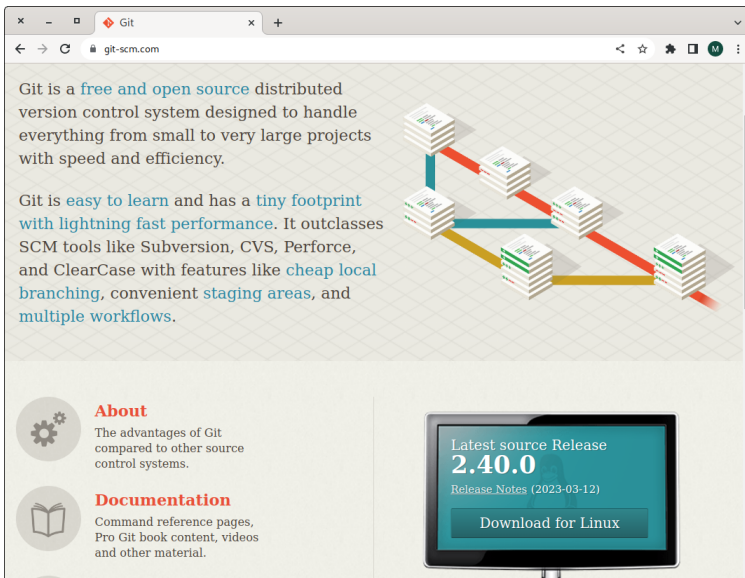 Git
git-scm.com
M
Git is a free and open source distributed
version control system designed to handle
everything from small to very large projects
with speed and efficiency.
Git is easy to learn and has a tiny footprint
with lightning fast performance. It outclasses
SCM tools like Subversion, CVS, Perforce,
and ClearCase with features like cheap local
branching, convenient staging areas, and
multiple workflows.
About
The advantages of Git
compared to other source
control systems.
Documentation
Command reference pages,
Pro Git book content, videos
and other material.
Latest source Release
2.40.0
Release Notes (2023-03-12)
Download for Linux